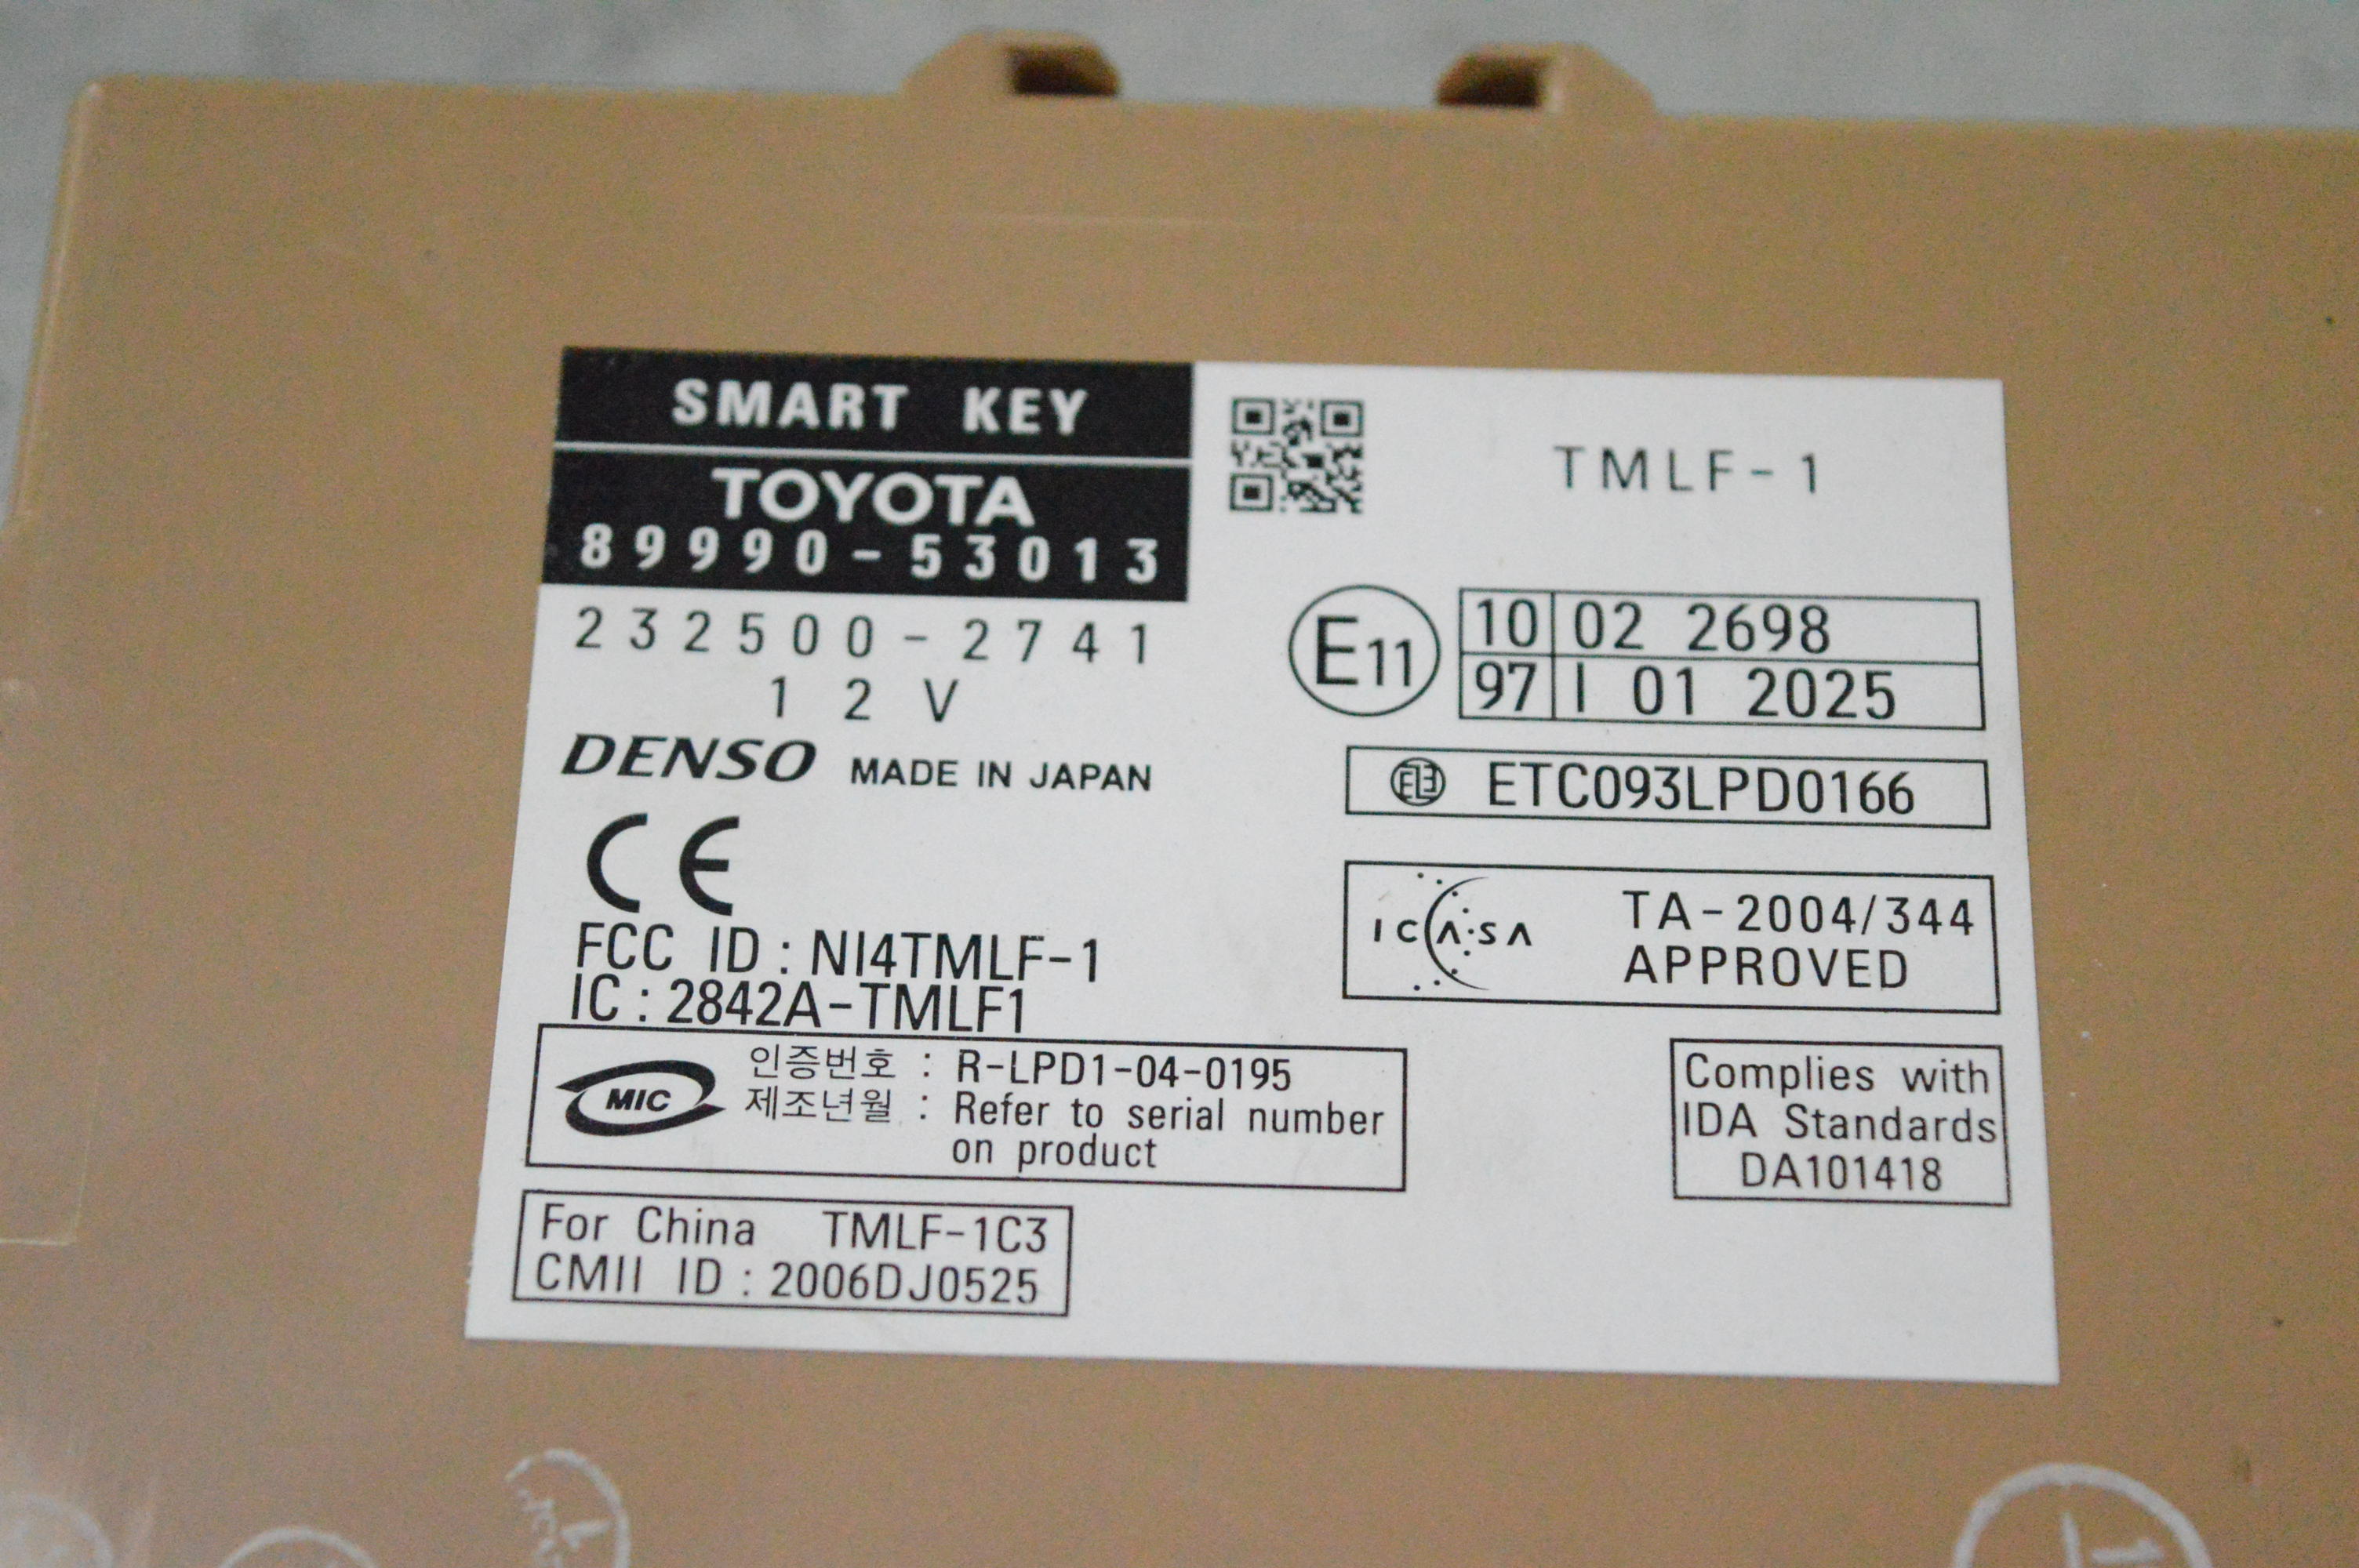 SMART KEY
TOYOTA
89990-53013
232500-2741
12V
DENSO MADE IN JAPAN
CE
FCC ID : NI4TMLF-1
IC : 2842A-TMLF1
MIC
인증번호 : R-LPD1-04-0195
제조년월 : Refer to serial number
on product
For China TMLF-1C3
CMII ID : 2006DJ0525
TMLF-1
E11
10 02 2698
97 I 01 2025
ETC093LPD0166
ICASA
TA-2004/344
APPROVED
Complies with
IDA Standards
DA101418